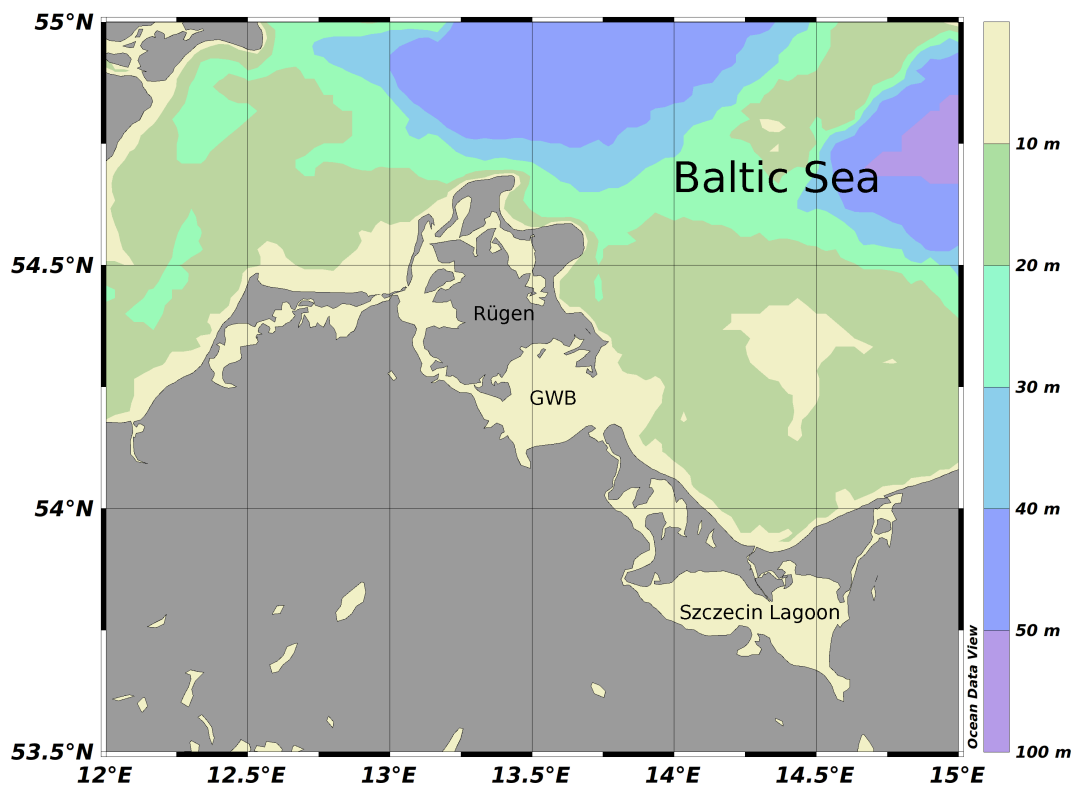 55°N
54.5°N
54°N
53.5°N
12°E
12.5°E
13°E
13.5°E
14°E
14.5°E
15°E
Baltic Sea
Rügen
GWB
Szczecin Lagoon
10 m
20 m
30 m
40 m
50 m
100 m
Ocean Data View